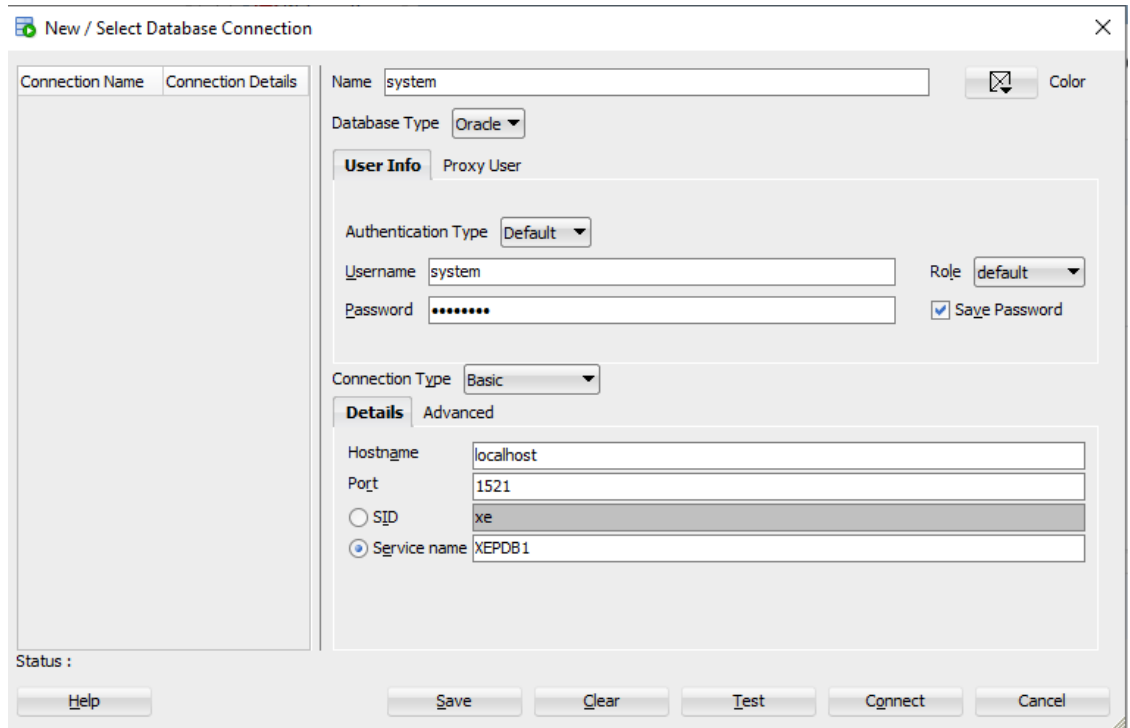 New / Select Database Connection
Connection Name Connection Details
Name system Color
Database Type Oracle
User Info Proxy User
Authentication Type Default
Username system Role default
Password •••••••• Save Password
Connection Type Basic
Details Advanced
Hostname localhost
Port 1521
SID xe
Service name XEPDB1
Status :
Help Save Clear Test Connect Cancel